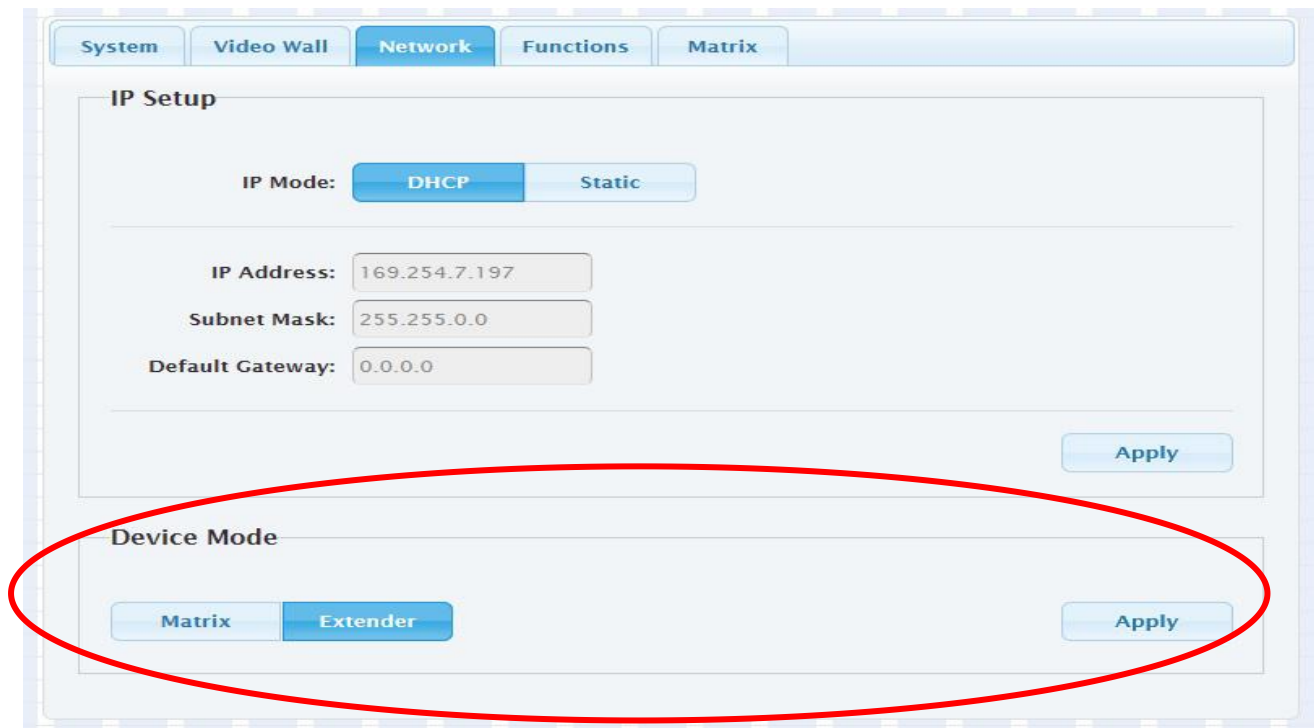 System Video Wall Network Functions Matrix
IP Setup
IP Mode: DHCP Static
IP Address: 169.254.7.197
Subnet Mask: 255.255.0.0
Default Gateway: 0.0.0.0
Apply
Device Mode
Matrix Extender Apply